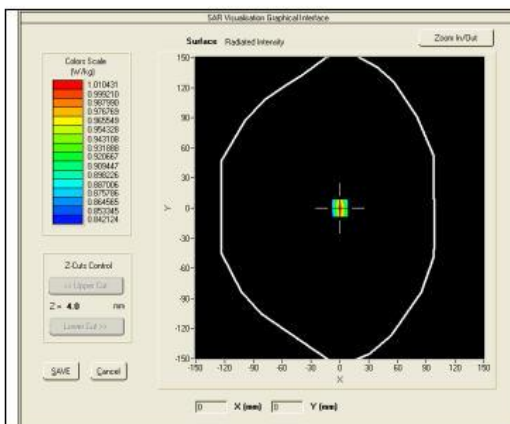 SAR Visualisation Graphical Interface
Surface Radiated Intensity
Zoom In/Out
Colors Scale
(W/kg)
1.010431
0.999210
0.987990
0.976769
0.965549
0.954328
0.943108
0.931888
0.920667
0.909447
0.898226
0.887006
0.875786
0.864565
0.853345
0.842124
Z-Cuts Control
<< Upper Cut
Z = 4.0 mm
Lower Cut >>
SAVE Cancel
150
120
90
60
30
Y
0
-30
-60
-90
-120
-150
-150 -120 -90 -60 -30 0 30 60 90 120 150
X
0 X (mm) 0 Y (mm)